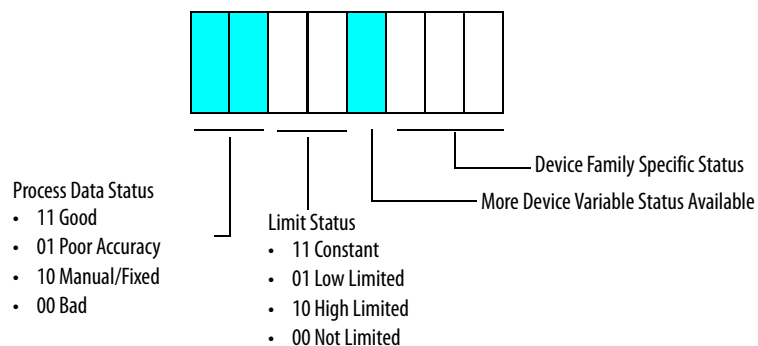 Device Family Specific Status
More Device Variable Status Available
Process Data Status
• 11 Good
• 01 Poor Accuracy
• 10 Manual/Fixed
• 00 Bad
Limit Status
• 11 Constant
• 01 Low Limited
• 10 High Limited
• 00 Not Limited